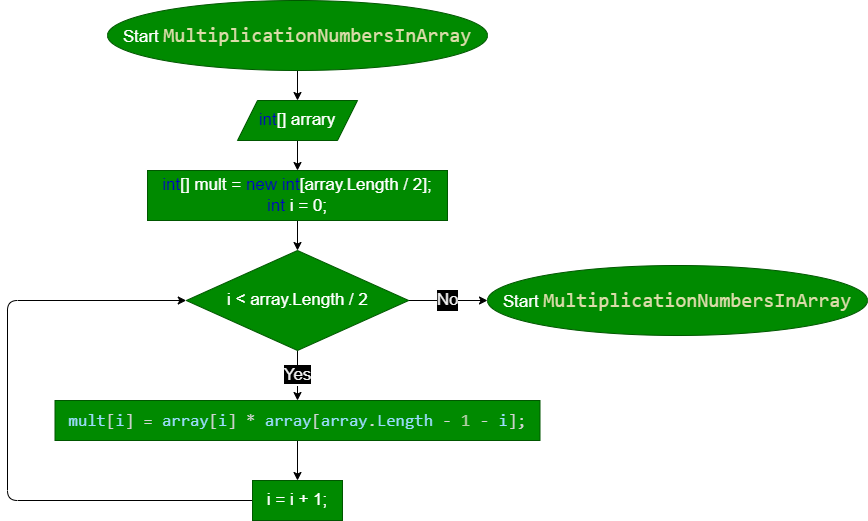 Start MultiplicationNumbersInArray
int[] arrary
int[] mult = new int[array.Length / 2];
int i = 0;
i < array.Length / 2
No
Start MultiplicationNumbersInArray
Yes
mult[i] = array[i] * array[array.Length - 1 - i];
i = i + 1;